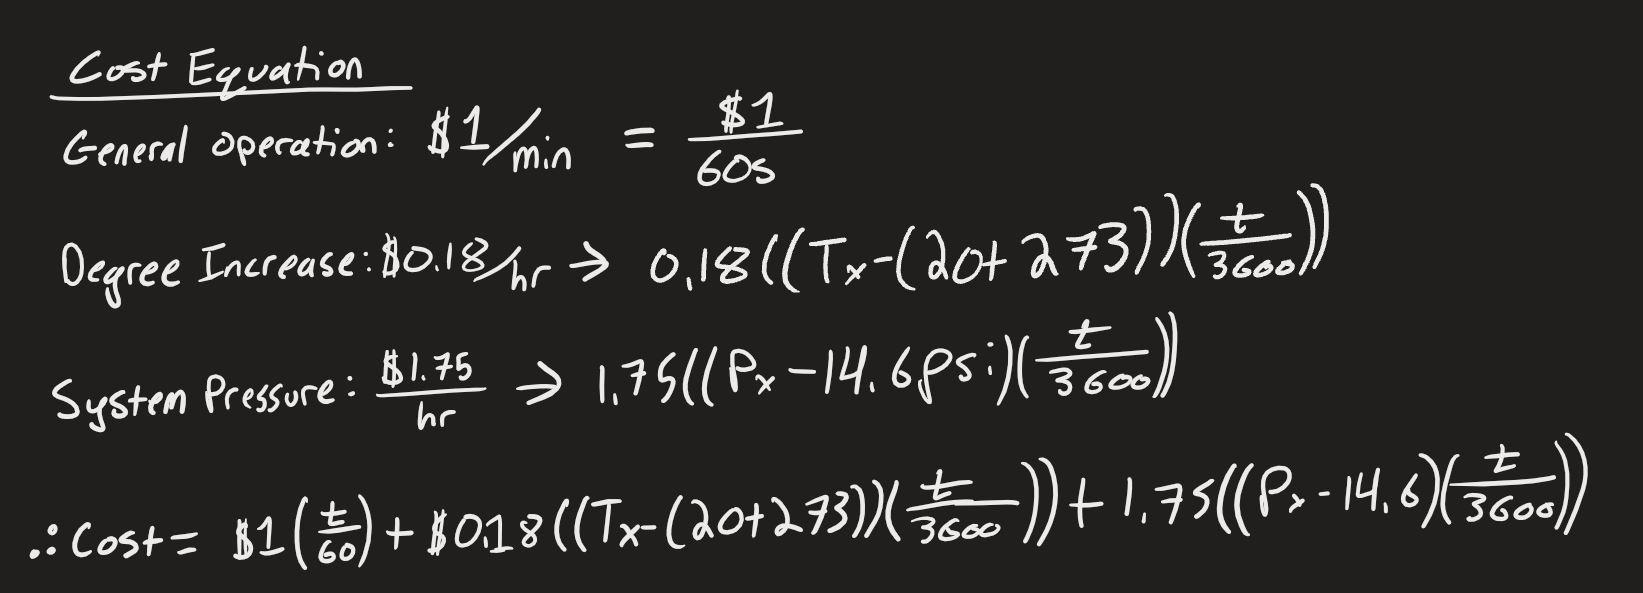 Cost Equation
General operation: $1/min = $1/60s
Degree Increase: $0.18/hr → 0.18((Tx-(20+273))(t/3600))
System Pressure: $1.75/hr → 1.75((Px-14.6psi)(t/3600))
∴ Cost = $1(t/60) + $0.18((Tx-(20+273))(t/3600)) + 1.75((Px-14.6)(t/3600))